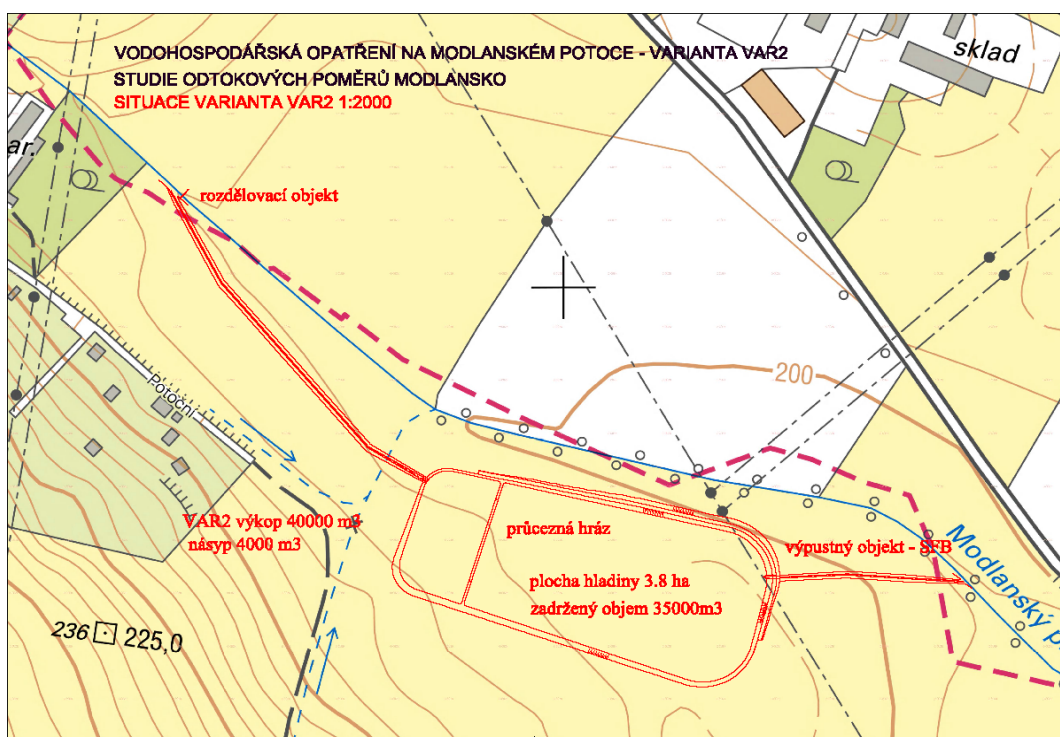 VODOHOSPODÁŘSKÁ OPATŘENÍ NA MODLANSKÉM POTOCE - VARIANTA VAR2
STUDIE ODTOKOVÝCH POMĚRŮ MODLANSKO
SITUACE VARIANTA VAR2 1:2000
sklad
ar.
rozdělovací objekt
200
Potoční
VAR2 výkop 40000 m3
násyp 4000 m3
průcezná hráz
výpustný objekt - SFB
plocha hladiny 3.8 ha
zadržený objem 35000m3
Modlanský p
236 225,0